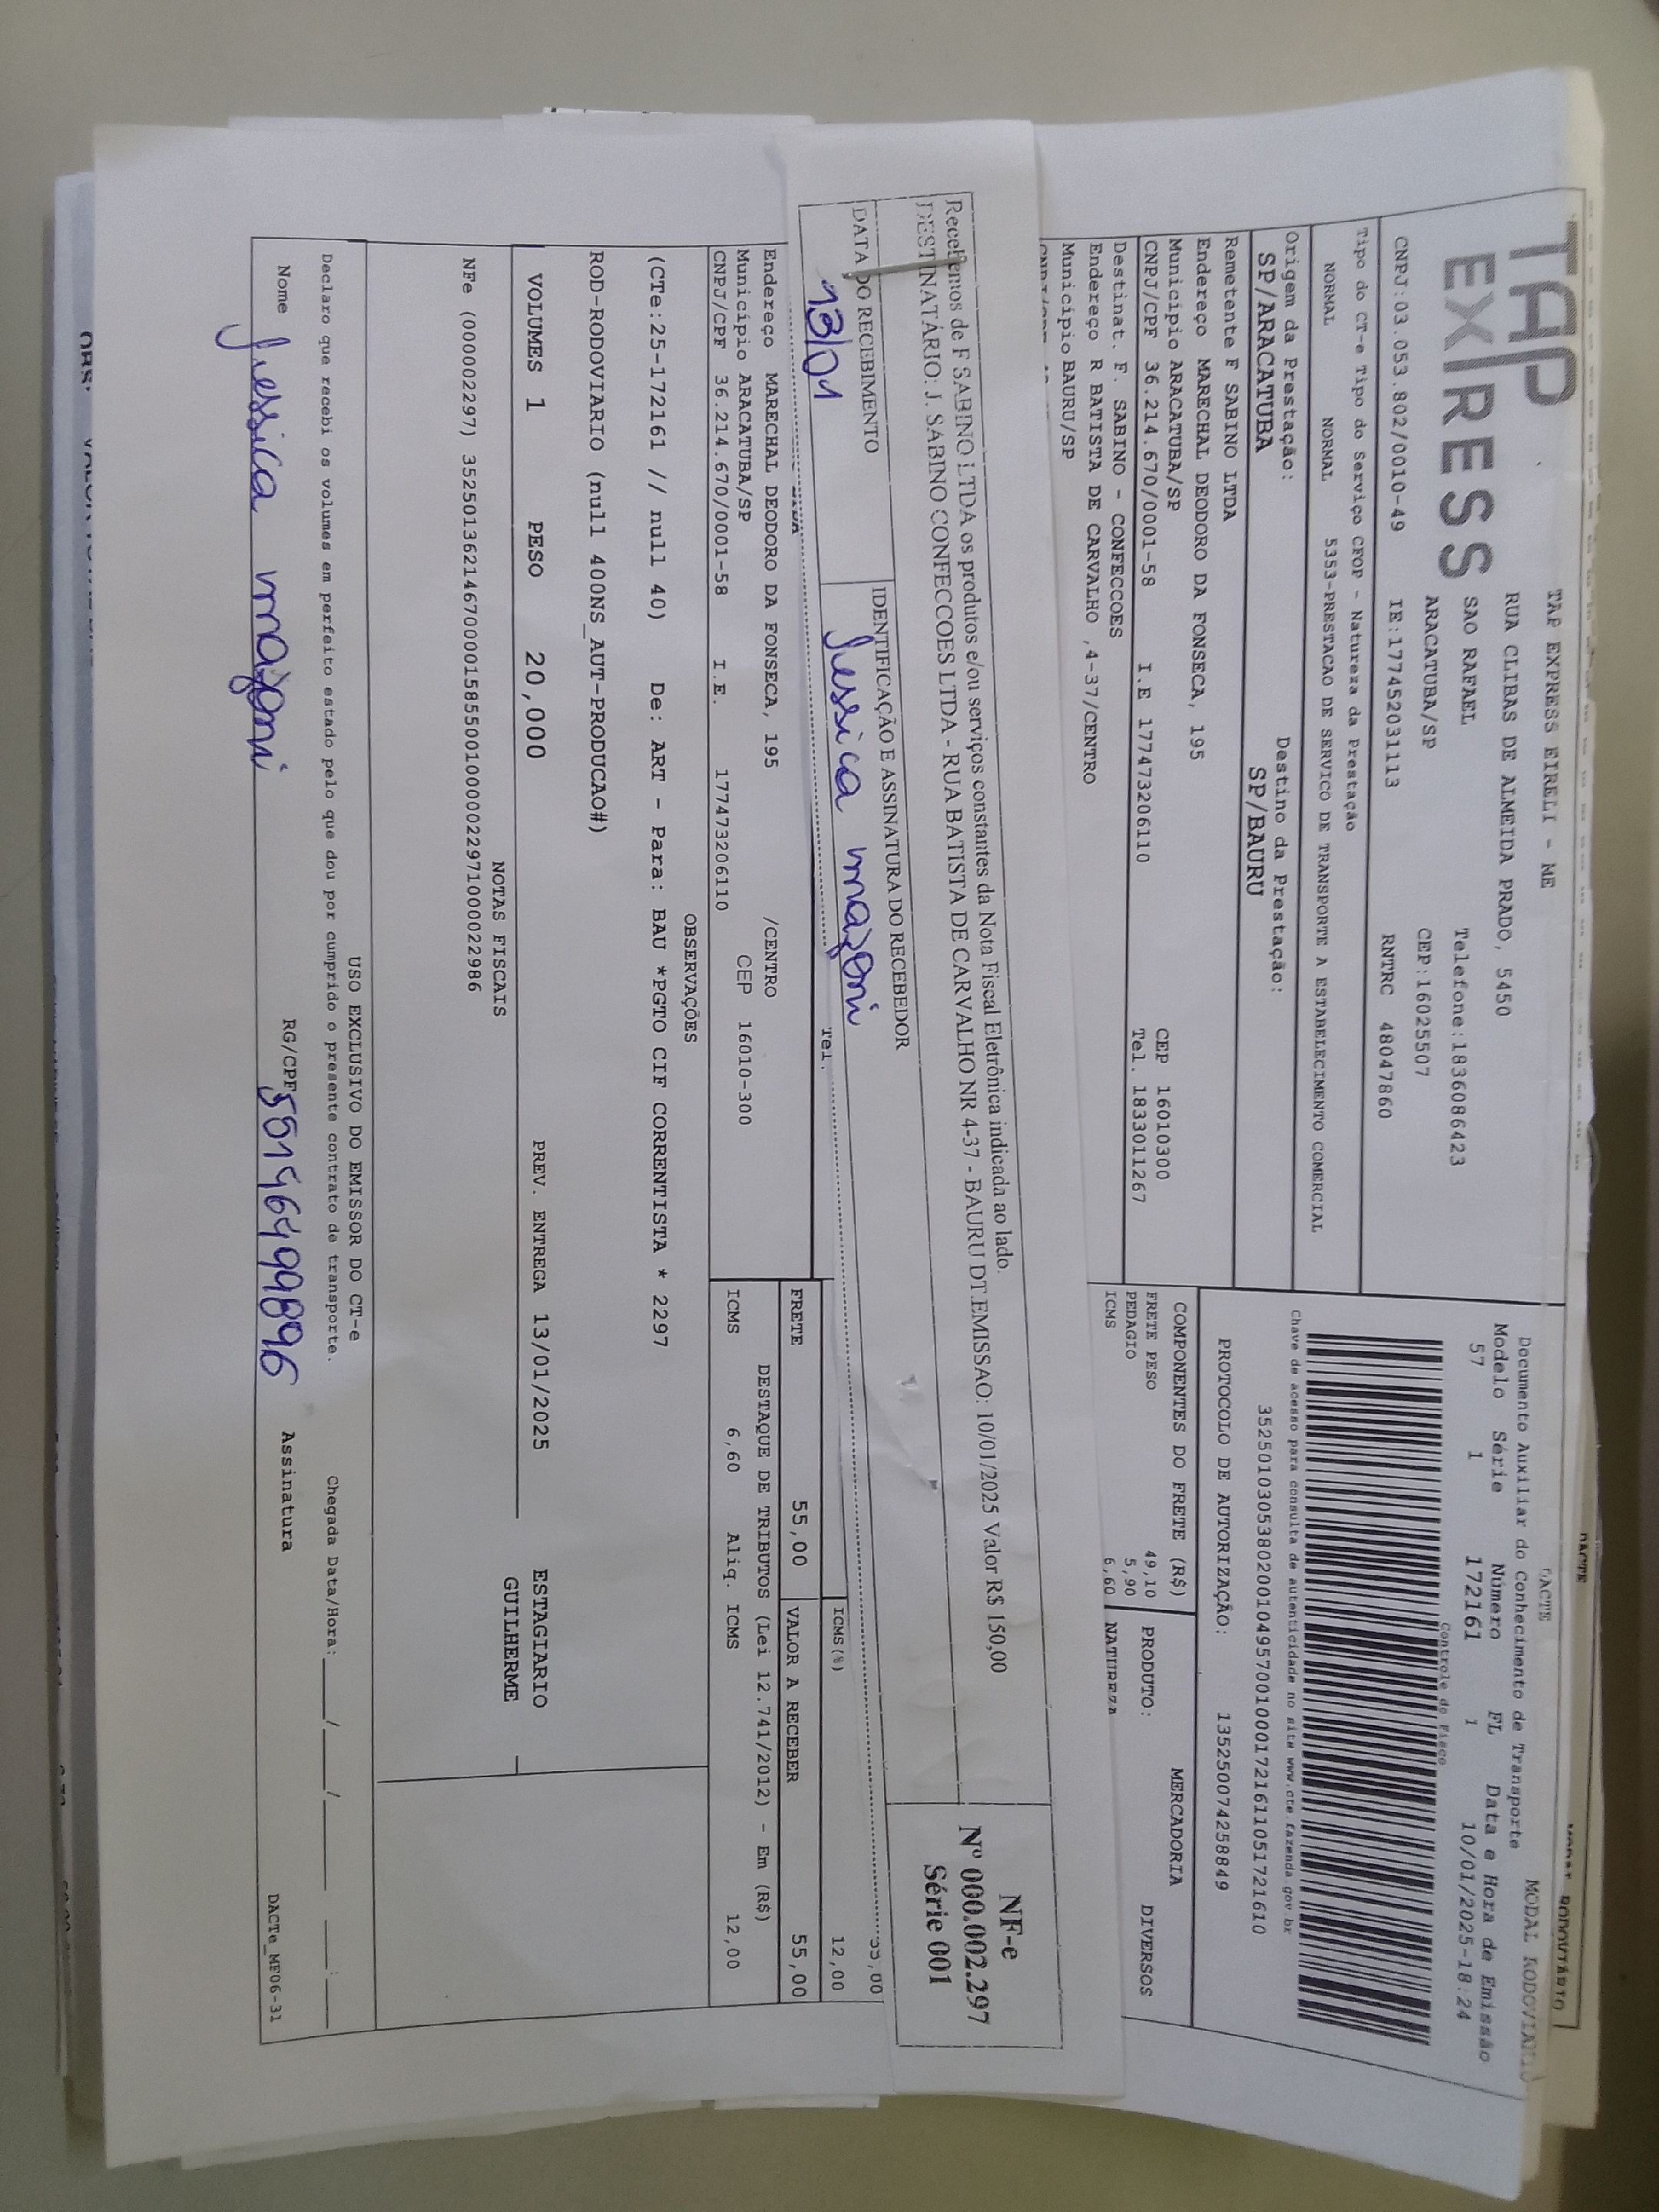 TAP
EXPRESS
TAP EXPRESS EIRELI - ME
RUA CLIBAS DE ALMEIDA PRADO, 5450
SAO RAFAEL Telefone:1836086423
ARACATUBA/SP CEP:16025507
CNPJ:03.053.802/0010-49 IE:177452031113 RNTRC 48047860
DACTE
MODAL RODOVIARIO
Documento Auxiliar do Conhecimento de Transporte
Modelo Série Número FL Data e Hora de Emissão
57 1 172161 1 10/01/2025-18:24
Controle do Fisco
Chave de acesso para consulta de autenticidade no site www.cte.fazenda.gov.br
35250103053802001049570010001721611051721610
PROTOCOLO DE AUTORIZAÇÃO: 135250074258849
Tipo do CT-e Tipo do Serviço CFOP - Natureza da Prestação
NORMAL NORMAL 5353-PRESTACAO DE SERVICO DE TRANSPORTE A ESTABELECIMENTO COMERCIAL
Origem da Prestação: Destino da Prestação:
SP/ARACATUBA SP/BAURU
Remetente F SABINO LTDA
Endereço MARECHAL DEODORO DA FONSECA, 195
Município ARACATUBA/SP CEP 16010300
CNPJ/CPF 36.214.670/0001-58 I.E 177473206110 Tel. 1833011267
Destinat. F. SABINO - CONFECCOES
Endereço R BATISTA DE CARVALHO ,4-37/CENTRO
Município BAURU/SP
COMPONENTES DO FRETE (R$) MERCADORIA
FRETE PESO 49,10 PRODUTO: DIVERSOS
PEDAGIO 5,90
ICMS 6,60 NATUREZA
Recebemos de F SABINO LTDA os produtos e/ou serviços constantes da Nota Fiscal Eletrônica indicada ao lado.
DESTINATÁRIO: J. SABINO CONFECCOES LTDA - RUA BATISTA DE CARVALHO NR 4-37 - BAURU DT.EMISSAO: 10/01/2025 Valor R$ 150,00
DATA DO RECEBIMENTO IDENTIFICAÇÃO E ASSINATURA DO RECEBEDOR
13/01 Jessica mazoni
NF-e
Nº 000.002.297
Série 001
Tel.
ICMS(%) 12,00
Endereço MARECHAL DEODORO DA FONSECA, 195 /CENTRO
Município ARACATUBA/SP CEP 16010-300
CNPJ/CPF 36.214.670/0001-58 I.E. 177473206110
FRETE 55,00 VALOR A RECEBER 55,00
DESTAQUE DE TRIBUTOS (Lei 12.741/2012) - Em (R$)
ICMS 6,60 Aliq. ICMS 12,00
OBSERVAÇÕES
(CTe:25-172161 // null 40) De: ART - Para: BAU *PGTO CIF CORRENTISTA * 2297
ROD-RODOVIARIO (null 400NS_AUT-PRODUCAO#)
VOLUMES 1 PESO 20,000 PREV. ENTREGA 13/01/2025 ESTAGIARIO
GUILHERME
NOTAS FISCAIS
NFe (000002297) 35250136214670000158550010000022971000022986
USO EXCLUSIVO DO EMISSOR DO CT-e
Declaro que recebi os volumes em perfeito estado pelo que dou por cumprido o presente contrato de transporte. Chegada Data/Hora: ____/____/____ ____:____
Nome Jessica mazoni RG/CPF Assinatura
DACTe_MF06-31